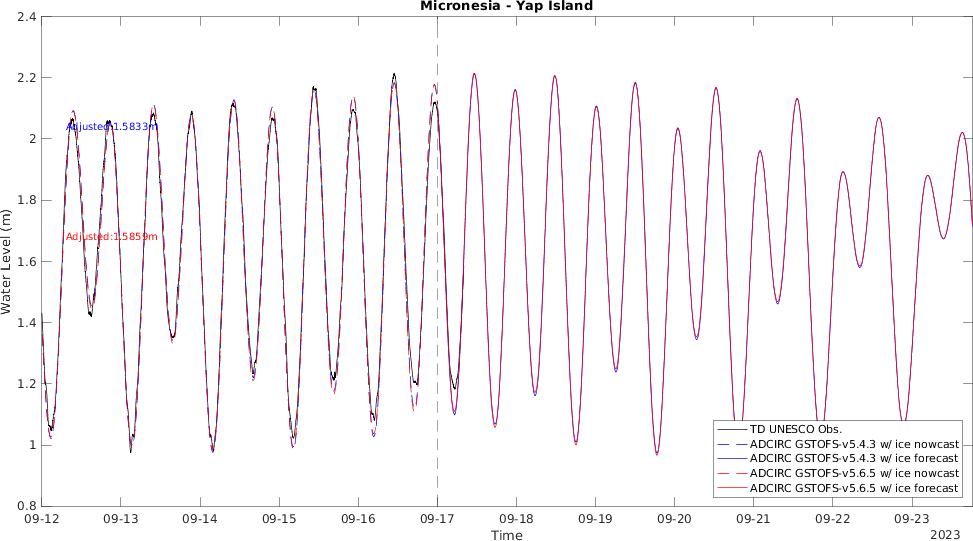 Micronesia - Yap Island
2.4
2.2
2
1.8
1.6
1.4
1.2
1
0.8
Water Level (m)
Adjusted:1.5833m
Adjusted:1.5859m
TD UNESCO Obs.
ADCIRC GSTOFS-v5.4.3 w/ ice nowcast
ADCIRC GSTOFS-v5.4.3 w/ ice forecast
ADCIRC GSTOFS-v5.6.5 w/ ice nowcast
ADCIRC GSTOFS-v5.6.5 w/ ice forecast
09-12 09-13 09-14 09-15 09-16 09-17 09-18 09-19 09-20 09-21 09-22 09-23
Time
2023